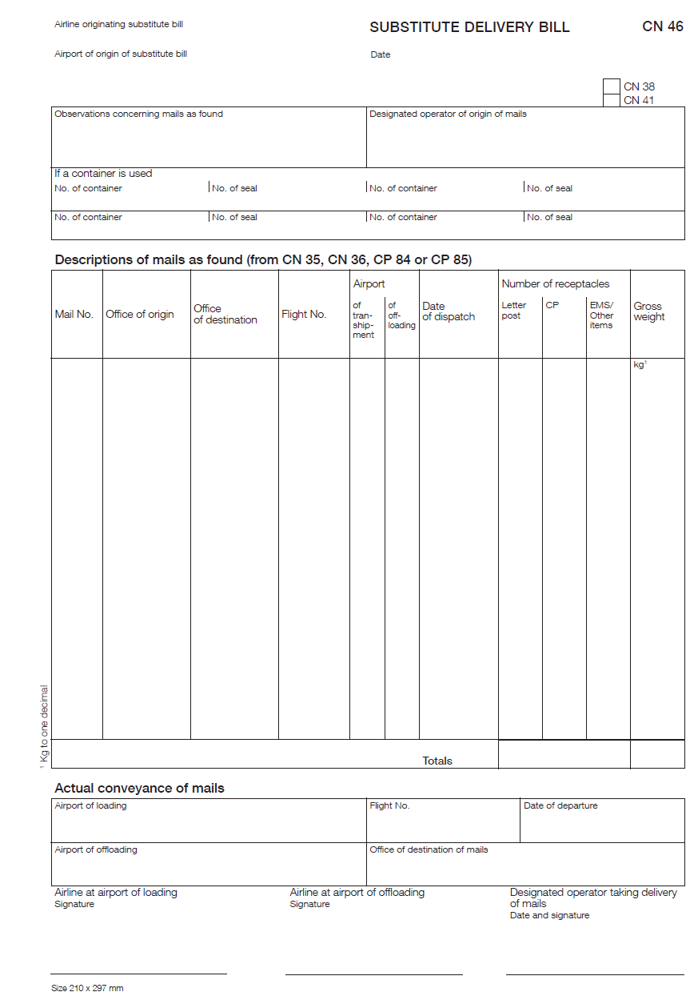 Airline originating substitute bill
SUBSTITUTE DELIVERY BILL
CN 46
Airport of origin of substitute bill
Date
CN 38
CN 41
Observations concerning mails as found
Designated operator of origin of mails
If a container is used
No. of container
No. of seal
No. of container
No. of seal
No. of container
No. of seal
No. of container
No. of seal
Descriptions of mails as found (from CN 35, CN 36, CP 84 or CP 85)
Mail No.
Office of origin
Office
of destination
Flight No.
Airport
of
tran-
ship-
ment
of
off-
loading
Date
of dispatch
Number of receptacles
Letter
post
CP
EMS/
Other
items
Gross
weight
kg¹
¹ Kg to one decimal
Totals
Actual conveyance of mails
Airport of loading
Flight No.
Date of departure
Airport of offloading
Office of destination of mails
Airline at airport of loading
Signature
Airline at airport of offloading
Signature
Designated operator taking delivery
of mails
Date and signature
Size 210 x 297 mm